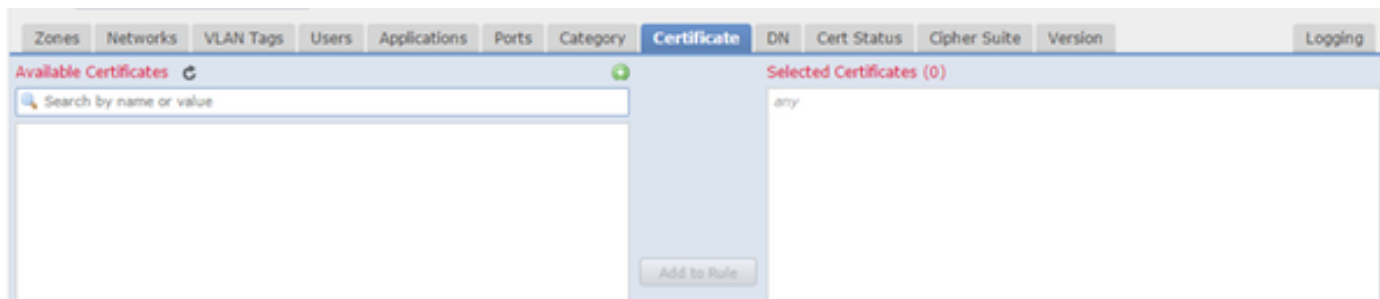 Zones Networks VLAN Tags Users Applications Ports Category Certificate DN Cert Status Cipher Suite Version Logging
Available Certificates Selected Certificates (0)
Search by name or value any
Add to Rule